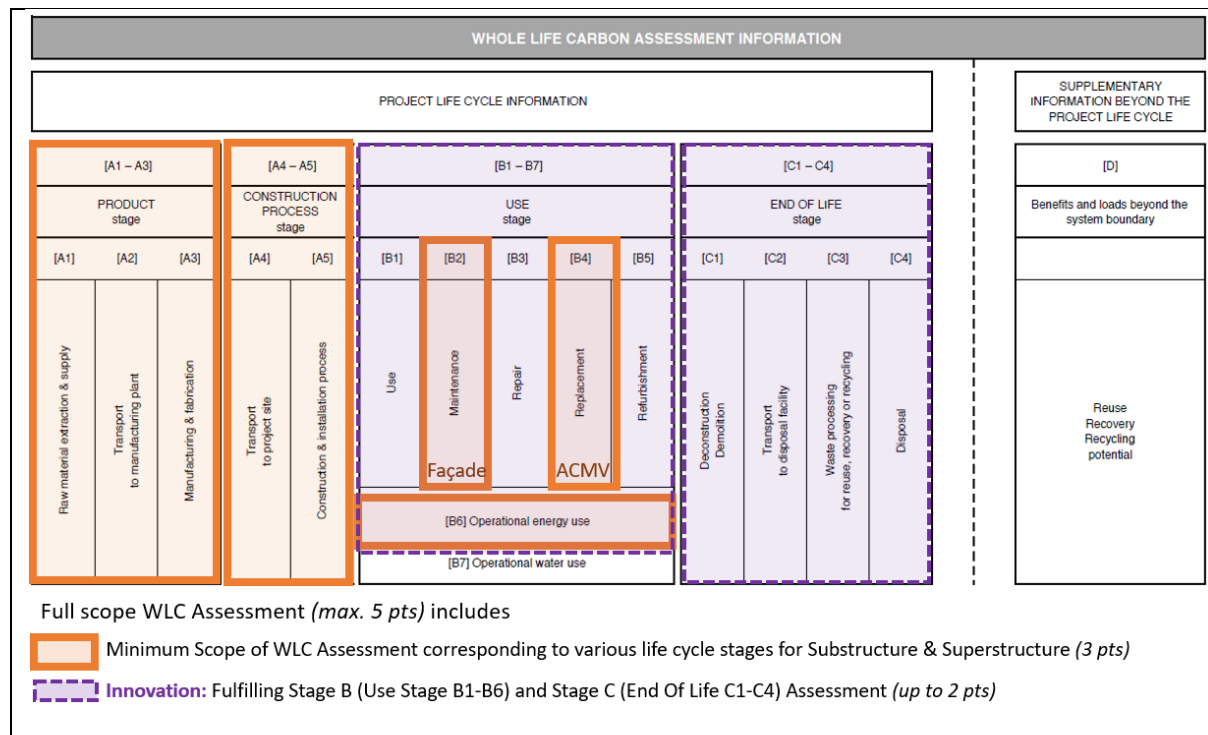 WHOLE LIFE CARBON ASSESSMENT INFORMATION
PROJECT LIFE CYCLE INFORMATION
SUPPLEMENTARY
INFORMATION BEYOND THE
PROJECT LIFE CYCLE
[A1 – A3]
[A4 – A5]
[B1 – B7]
[C1 – C4]
[D]
PRODUCT
stage
CONSTRUCTION
PROCESS
stage
USE
stage
END OF LIFE
stage
Benefits and loads beyond the
system boundary
[A1]
[A2]
[A3]
[A4]
[A5]
[B1]
[B2]
[B3]
[B4]
[B5]
[C1]
[C2]
[C3]
[C4]
Raw material extraction & supply
Transport
to manufacturing plant
Manufacturing & fabrication
Transport
to project site
Construction & installation process
Use
Maintenance
Façade
Repair
Replacement
ACMV
Refurbishment
Deconstruction
Demolition
Transport
to disposal facility
Waste processing
for reuse, recovery or recycling
Disposal
Reuse
Recovery
Recycling
potential
[B6] Operational energy use
[B7] Operational water use
Full scope WLC Assessment (max. 5 pts) includes
Minimum Scope of WLC Assessment corresponding to various life cycle stages for Substructure & Superstructure (3 pts)
Innovation: Fulfilling Stage B (Use Stage B1-B6) and Stage C (End Of Life C1-C4) Assessment (up to 2 pts)